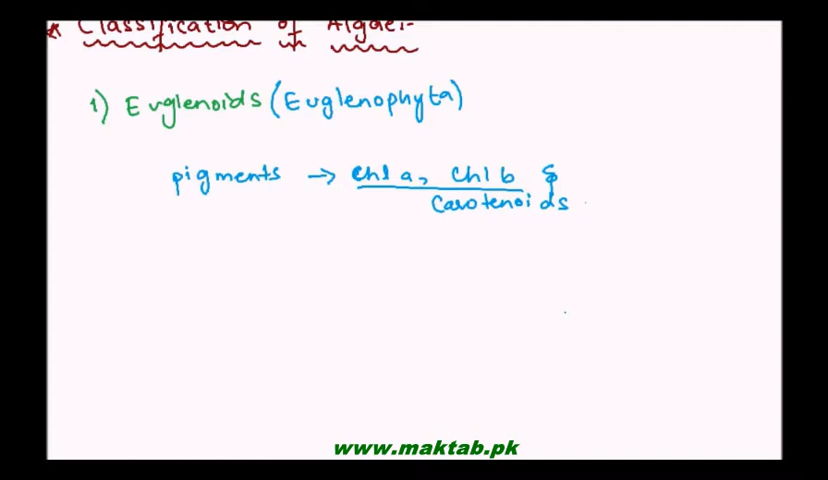 * Classification of Algae:-
1) Euglenoids (Euglenophyta)
pigments → chl a, chl b &
Carotenoids
www.maktab.pk